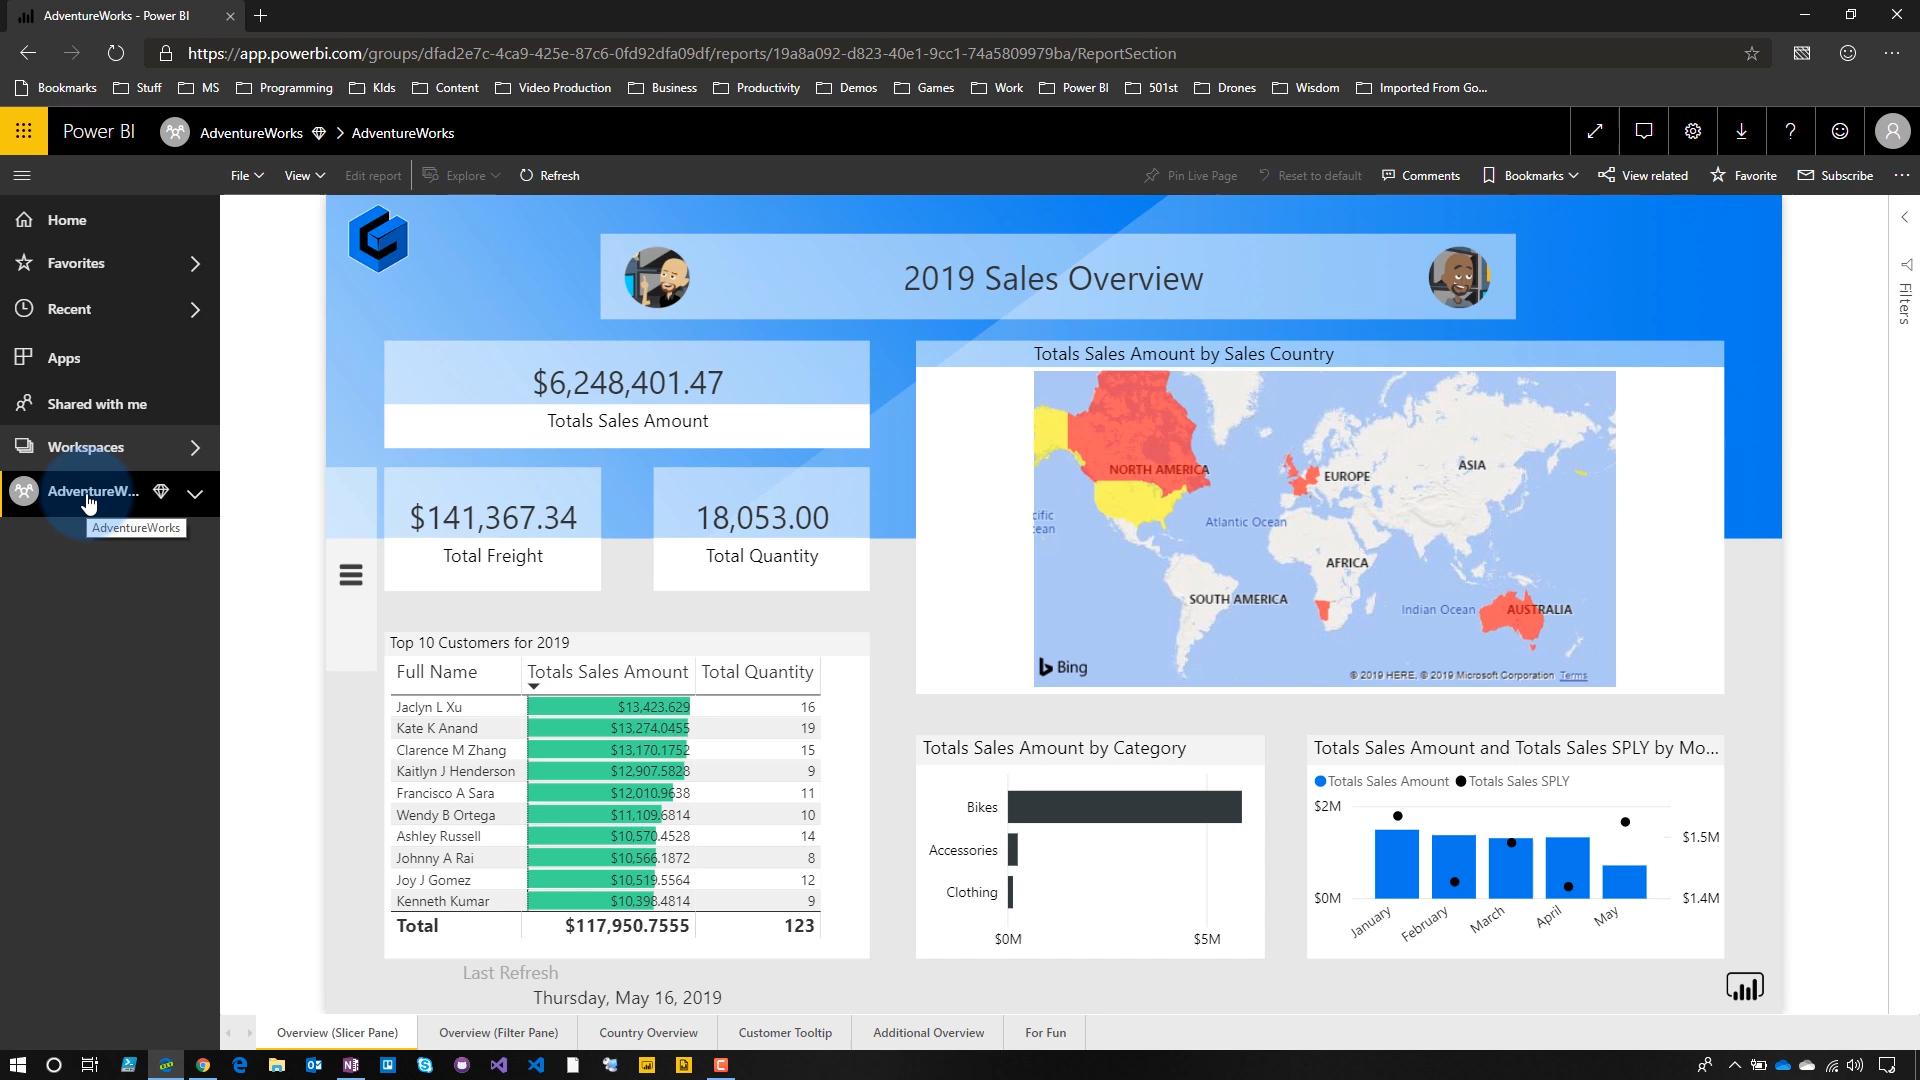 AdventureWorks - Power BI
https://app.powerbi.com/groups/dfad2e7c-4ca9-425e-87c6-0fd92dfa09df/reports/19a8a092-d823-40e1-9cc1-74a5809979ba/ReportSection
Bookmarks Stuff MS Programming KIds Content Video Production Business Productivity Demos Games Work Power BI 501st Drones Wisdom Imported From Go...
Power BI AdventureWorks > AdventureWorks
File View Edit report Explore Refresh Pin Live Page Reset to default Comments Bookmarks View related Favorite Subscribe
Home
Favorites
Recent
Apps
Shared with me
Workspaces
AdventureW...
AdventureWorks
Filters
2019 Sales Overview
$6,248,401.47
Totals Sales Amount
$141,367.34
Total Freight
18,053.00
Total Quantity
Totals Sales Amount by Sales Country
NORTH AMERICA
EUROPE
ASIA
cific
ean
Atlantic Ocean
AFRICA
SOUTH AMERICA
Indian Ocean
AUSTRALIA
Bing
© 2019 HERE, © 2019 Microsoft Corporation Terms
Top 10 Customers for 2019
Full Name Totals Sales Amount Total Quantity
Jaclyn L Xu $13,423.629 16
Kate K Anand $13,274.0455 19
Clarence M Zhang $13,170.1752 15
Kaitlyn J Henderson $12,907.5828 9
Francisco A Sara $12,010.9638 11
Wendy B Ortega $11,109.6814 10
Ashley Russell $10,570.4528 14
Johnny A Rai $10,566.1872 8
Joy J Gomez $10,519.5564 12
Kenneth Kumar $10,398.4814 9
Total $117,950.7555 123
Totals Sales Amount by Category
Bikes
Accessories
Clothing
$0M $5M
Totals Sales Amount and Totals Sales SPLY by Mo...
Totals Sales Amount Totals Sales SPLY
$2M
$1.5M
$0M
$1.4M
January February March April May
Last Refresh
Thursday, May 16, 2019
Overview (Slicer Pane) Overview (Filter Pane) Country Overview Customer Tooltip Additional Overview For Fun